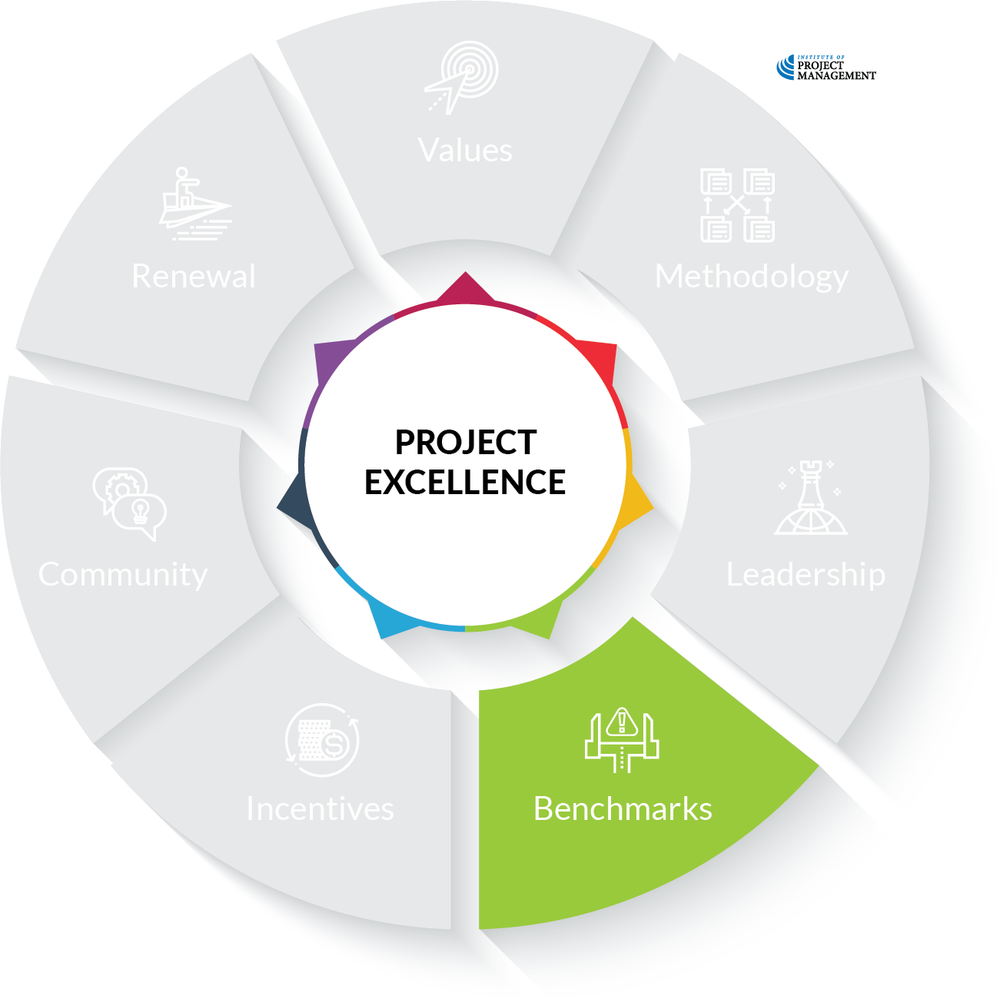 Values
INSTITUTE OF
PROJECT
MANAGEMENT
Renewal
Methodology
PROJECT
EXCELLENCE
Community
Leadership
Incentives
Benchmarks